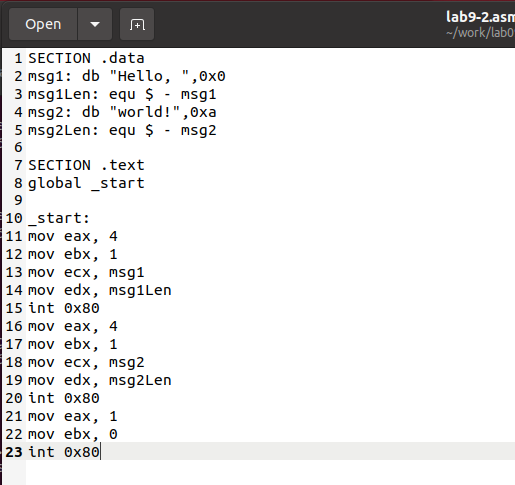 Open
lab9-2.asm
~/work/lab0
1 SECTION .data
2 msg1: db "Hello, ",0x0
3 msg1Len: equ $ - msg1
4 msg2: db "world!",0xa
5 msg2Len: equ $ - msg2
6
7 SECTION .text
8 global _start
9
10 _start:
11 mov eax, 4
12 mov ebx, 1
13 mov ecx, msg1
14 mov edx, msg1Len
15 int 0x80
16 mov eax, 4
17 mov ebx, 1
18 mov ecx, msg2
19 mov edx, msg2Len
20 int 0x80
21 mov eax, 1
22 mov ebx, 0
23 int 0x80